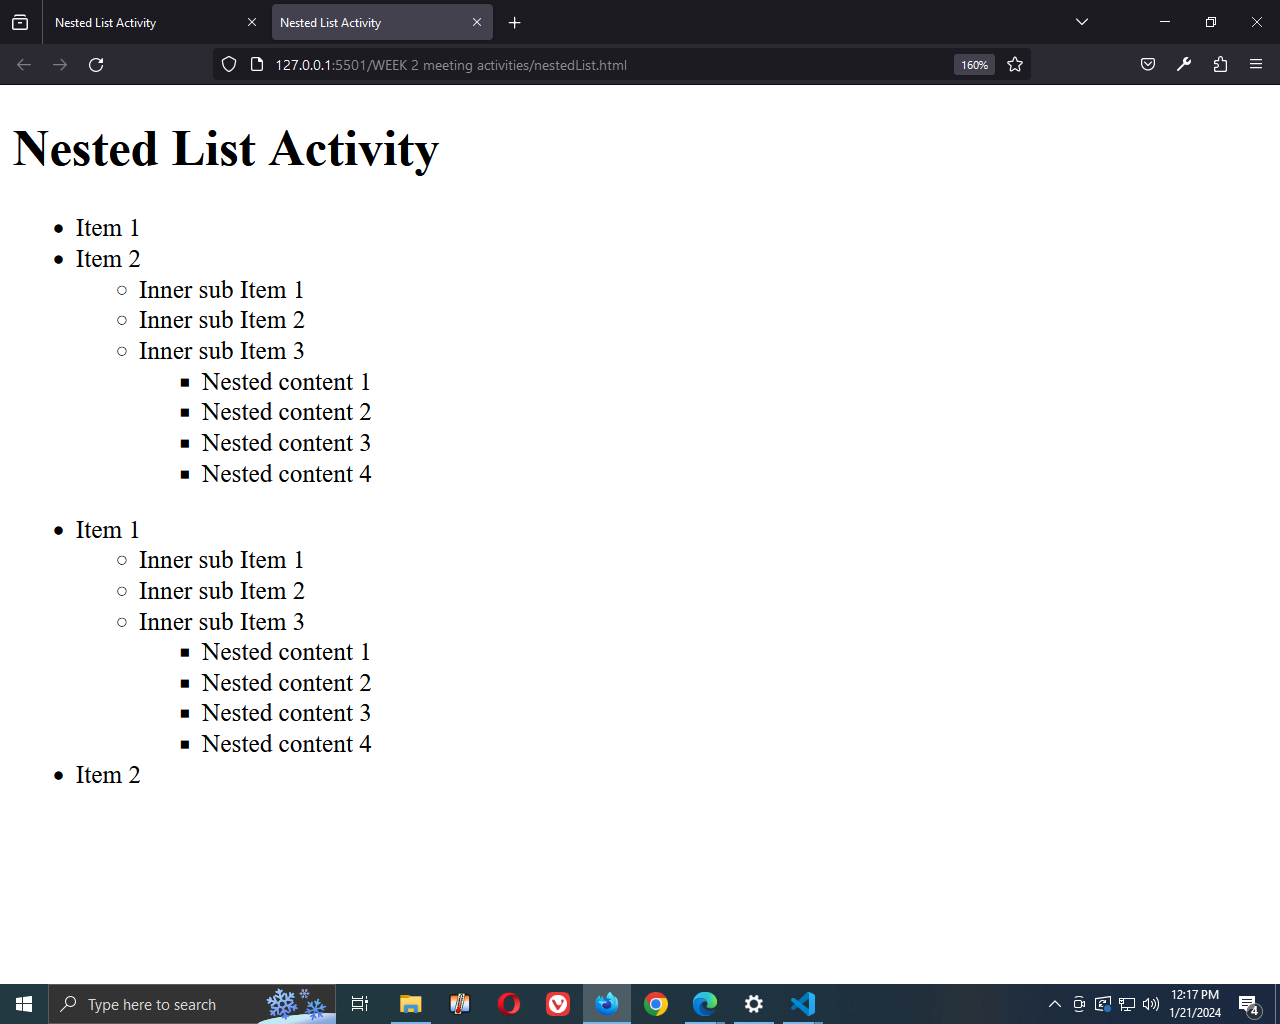 Nested List Activity
Nested List Activity
127.0.0.1:5501/WEEK 2 meeting activities/nestedList.html
160%
Nested List Activity
Item 1
Item 2
Inner sub Item 1
Inner sub Item 2
Inner sub Item 3
Nested content 1
Nested content 2
Nested content 3
Nested content 4
Item 1
Inner sub Item 1
Inner sub Item 2
Inner sub Item 3
Nested content 1
Nested content 2
Nested content 3
Nested content 4
Item 2
Type here to search
12:17 PM
1/21/2024
4